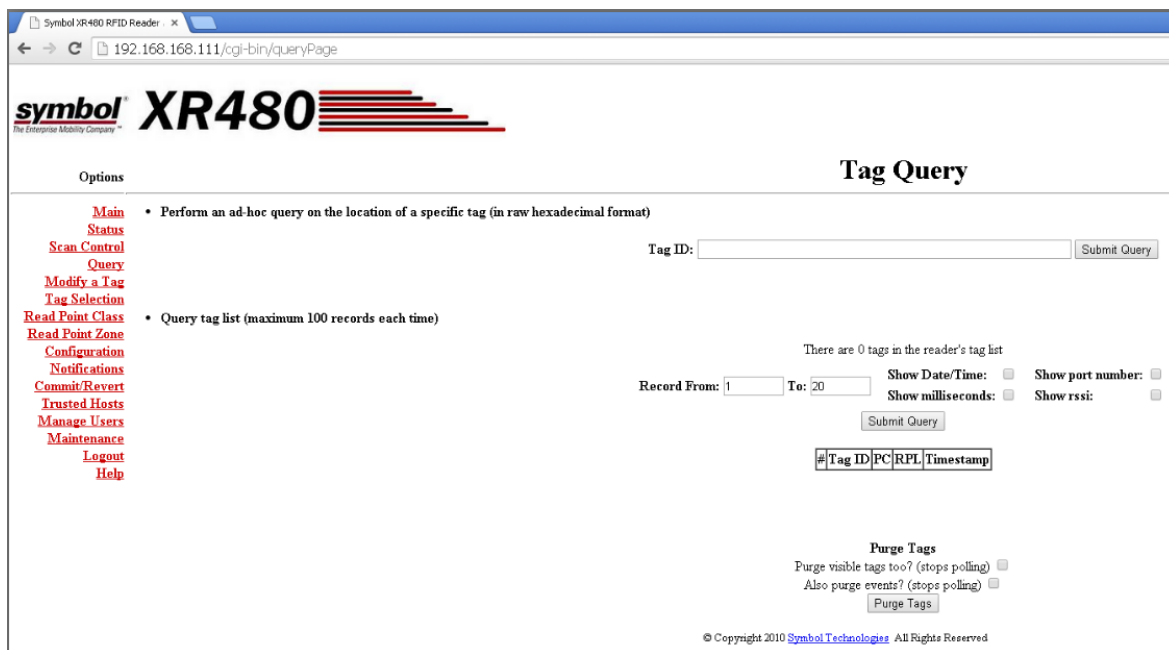 Symbol XR480 RFID Reader
192.168.168.111/cgi-bin/queryPage
symbol XR480
The Enterprise Mobility Company™
Options
Tag Query
Main
Status
Scan Control
Query
Modify a Tag
Tag Selection
Read Point Class
Read Point Zone
Configuration
Notifications
Commit/Revert
Trusted Hosts
Manage Users
Maintenance
Logout
Help
• Perform an ad-hoc query on the location of a specific tag (in raw hexadecimal format)
Tag ID: Submit Query
• Query tag list (maximum 100 records each time)
There are 0 tags in the reader's tag list
Record From: 1 To: 20
Show Date/Time: Show port number:
Show milliseconds: Show rssi:
Submit Query
# Tag ID PC RPL Timestamp
Purge Tags
Purge visible tags too? (stops polling)
Also purge events? (stops polling)
Purge Tags
© Copyright 2010 Symbol Technologies All Rights Reserved